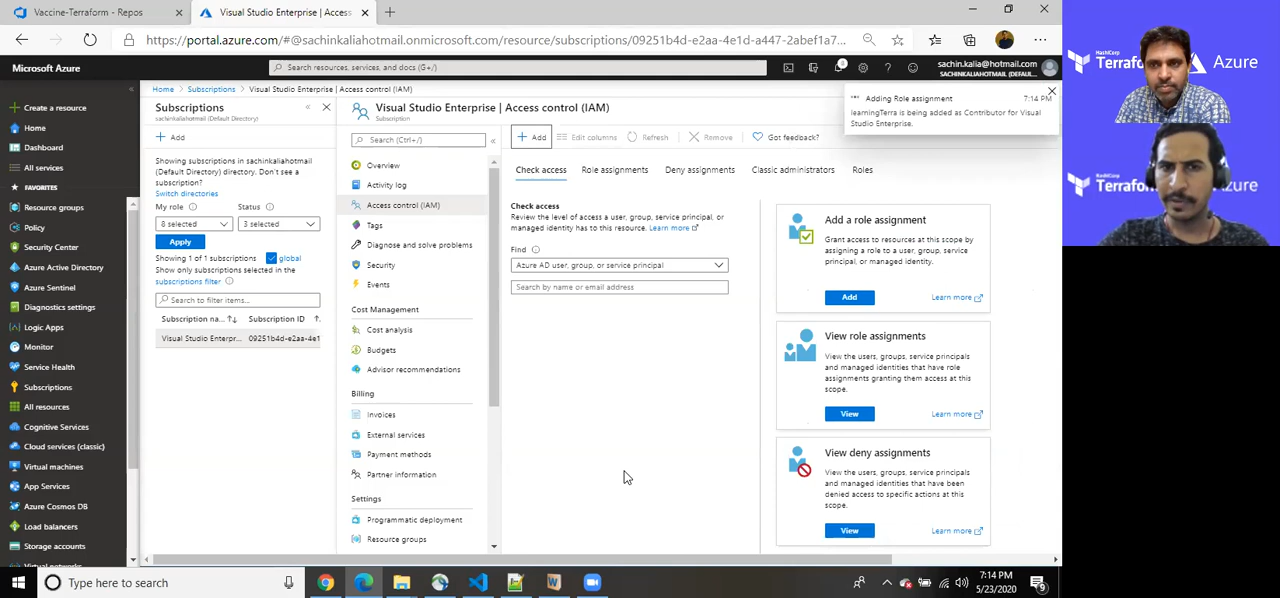 Vaccine-Terraform - Repos
Visual Studio Enterprise | Access
https://portal.azure.com/#@sachinkaliahotmail.onmicrosoft.com/resource/subscriptions/09251b4d-e2aa-4e1d-a447-2abef1a7...
Microsoft Azure
Search resources, services, and docs (G+/)
8
sachin.kalia@hotmail.com
SACHINKALIAHOTMAIL (DEFAUL...
Create a resource
Home
Dashboard
All services
FAVORITES
Resource groups
Policy
Security Center
Azure Active Directory
Azure Sentinel
Diagnostics settings
Logic Apps
Monitor
Service Health
Subscriptions
All resources
Cognitive Services
Cloud services (classic)
Virtual machines
App Services
Azure Cosmos DB
Load balancers
Storage accounts
Home > Subscriptions > Visual Studio Enterprise | Access control (IAM)
Subscriptions
sachinkaliahotmail (Default Directory)
Add
Showing subscriptions in
sachinkaliahotmail
(Default Directory) directory. Don't see a
subscription?
Switch directories
My role
Status
8 selected
3 selected
Apply
Showing 1 of 1 subscriptions
global
Show only subscriptions selected in the
subscriptions filter
Search to filter items...
Subscription na...
Subscription ID
Visual Studio Enterpr...
09251b4d-e2aa-4e1
Visual Studio Enterprise | Access control (IAM)
Subscription
Search (Ctrl+/)
Overview
Activity log
Access control (IAM)
Tags
Diagnose and solve problems
Security
Events
Cost Management
Cost analysis
Budgets
Advisor recommendations
Billing
Invoices
External services
Payment methods
Partner information
Settings
Programmatic deployment
Resource groups
Add
Edit columns
Refresh
Remove
Got feedback?
Check access
Role assignments
Deny assignments
Classic administrators
Roles
Check access
Review the level of access a user, group, service principal, or
managed identity has to this resource. Learn more
Find
Azure AD user, group, or service principal
Search by name or email address
Add a role assignment
Grant access to resources at this scope by
assigning a role to a user, group, service
principal, or managed identity.
Add
Learn more
View role assignments
View the users, groups, service principals
and managed identities that have role
assignments granting them access at this
scope.
View
Learn more
View deny assignments
View the users, groups, service principals
and managed identities that have been
denied access to specific actions at this
scope.
View
Learn more
Adding Role assignment
7:14 PM
learningTerra is being added as Contributor for Visual
Studio Enterprise.
HashiCorp
Terraform
Azure
Type here to search
7:14 PM
5/23/2020
9